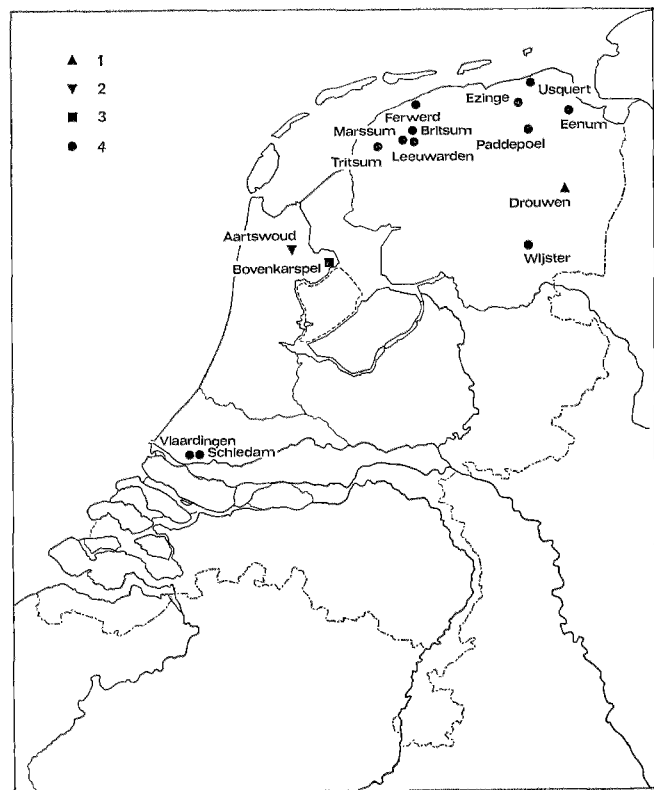 1
2
3
4
Usquert
Ezinge
Eenum
Ferwerd
Marssum
Britsum
Paddepoel
Tritsum
Leeuwarden
Drouwen
Aartswoud
Wijster
Bovenkarspel
Vlaardingen
Schiedam